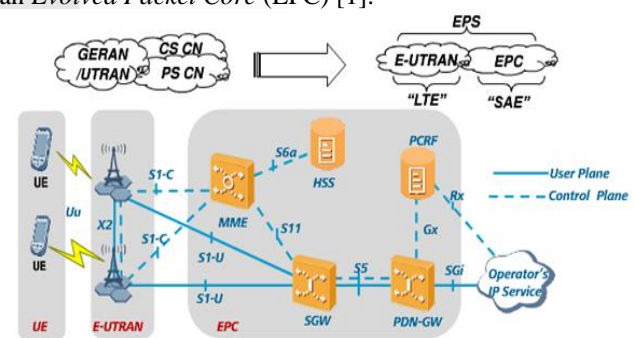 an Evolved Packet Core (EPC) [1].
EPS
GERAN
/UTRAN
CS CN
PS CN
E-UTRAN
EPC
"LTE"
"SAE"
UE
UE
Uu
X2
S1-C
S1-C
S1-U
S1-U
MME
S6a
HSS
S11
SGW
S5
PCRF
Gx
Rx
PDN-GW
SGi
Operator's
IP Service
User Plane
Control Plane
UE
E-UTRAN
EPC